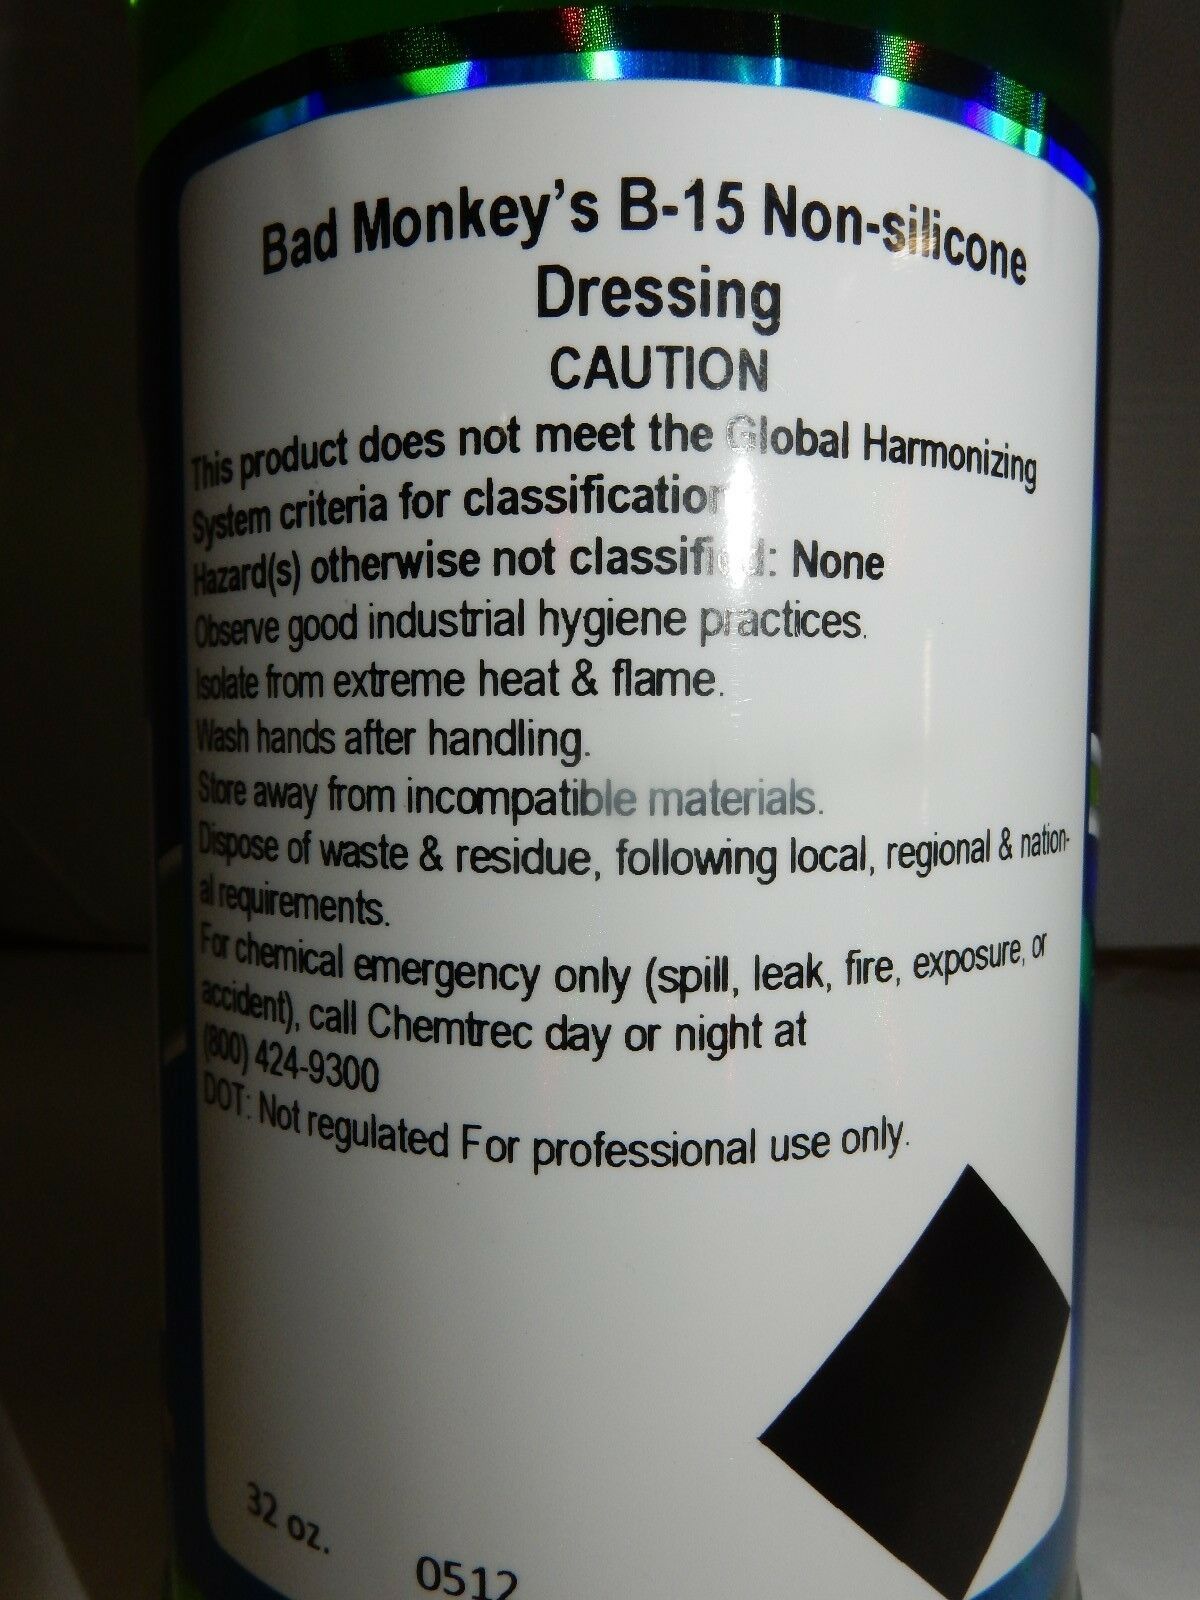 Bad Monkey's B-15 Non-silicone
Dressing
CAUTION
This product does not meet the Global Harmonizing
System criteria for classification
Hazard(s) otherwise not classified: None
Observe good industrial hygiene practices.
Isolate from extreme heat & flame.
Wash hands after handling.
Store away from incompatible materials.
Dispose of waste & residue, following local, regional & nation-
al requirements.
For chemical emergency only (spill, leak, fire, exposure, or
accident), call Chemtrec day or night at
(800) 424-9300
DOT: Not regulated For professional use only.
32 oz.
0512